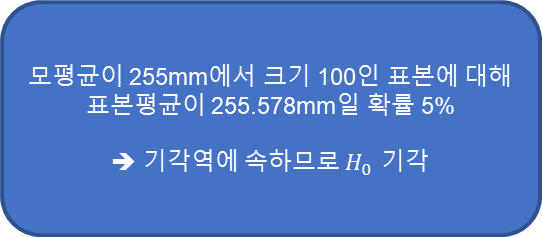 모평균이 255mm에서 크기 100인 표본에 대해
표본평균이 255.578mm일 확률 5%
➔ 기각역에 속하므로 H₀ 기각